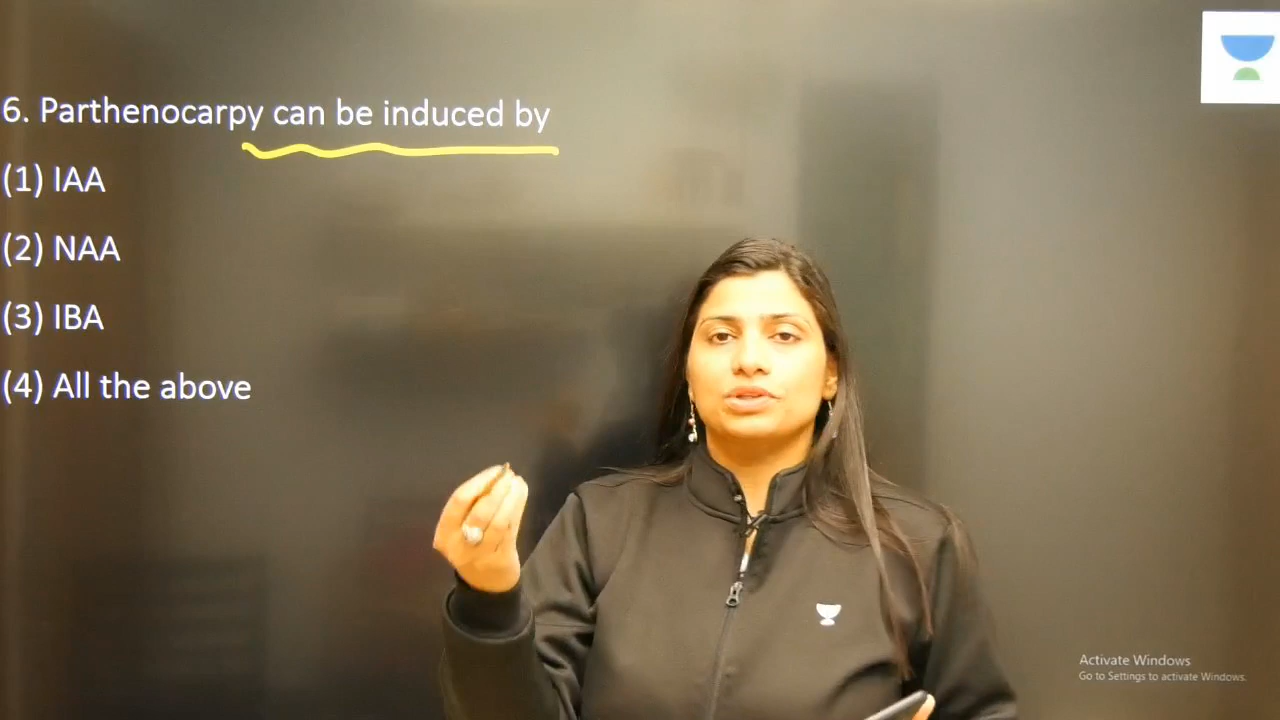 6. Parthenocarpy can be induced by
(1) IAA
(2) NAA
(3) IBA
(4) All the above
Activate Windows
Go to Settings to activate Windows.